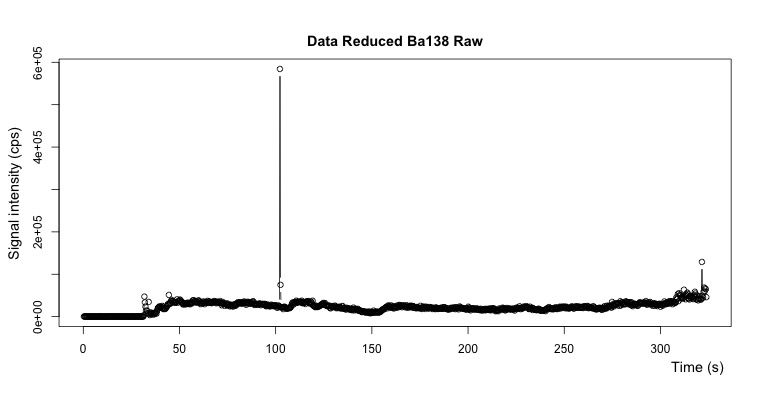 Data Reduced Ba138 Raw
Signal intensity (cps)
6e+05
4e+05
2e+05
0e+00
0 50 100 150 200 250 300
Time (s)